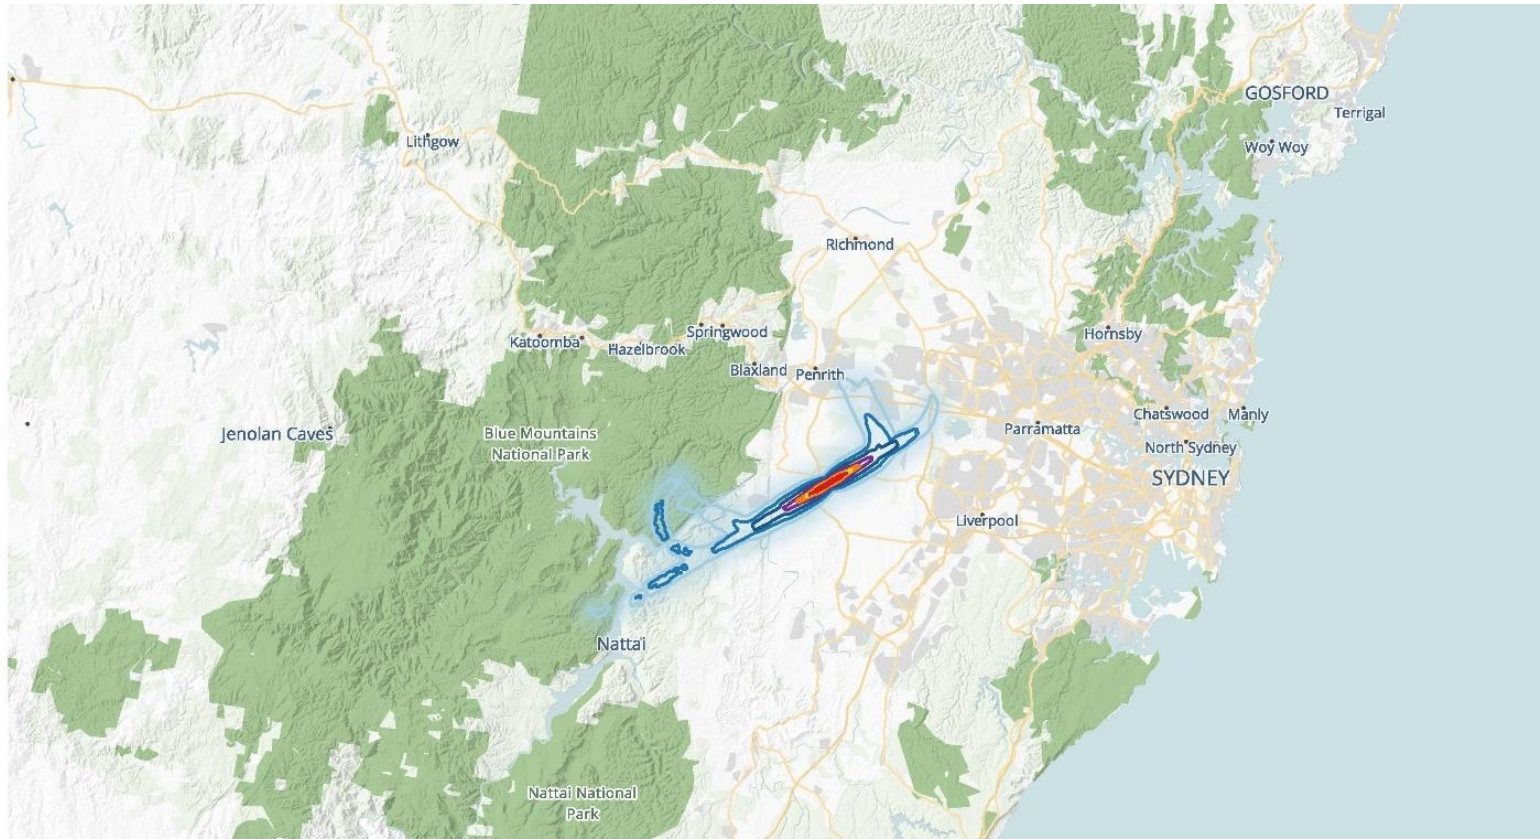 GOSFORD
Terrigal
Lithgow
Woy Woy
Richmond
Springwood
Hornsby
Katoomba
Hazelbrook
Blaxland
Penrith
Chatswood
Manly
Jenolan Caves
Parramatta
Blue Mountains
National Park
North Sydney
SYDNEY
Liverpool
Nattai
Nattai National
Park